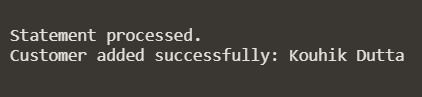 Statement processed.
Customer added successfully: Kouhik Dutta